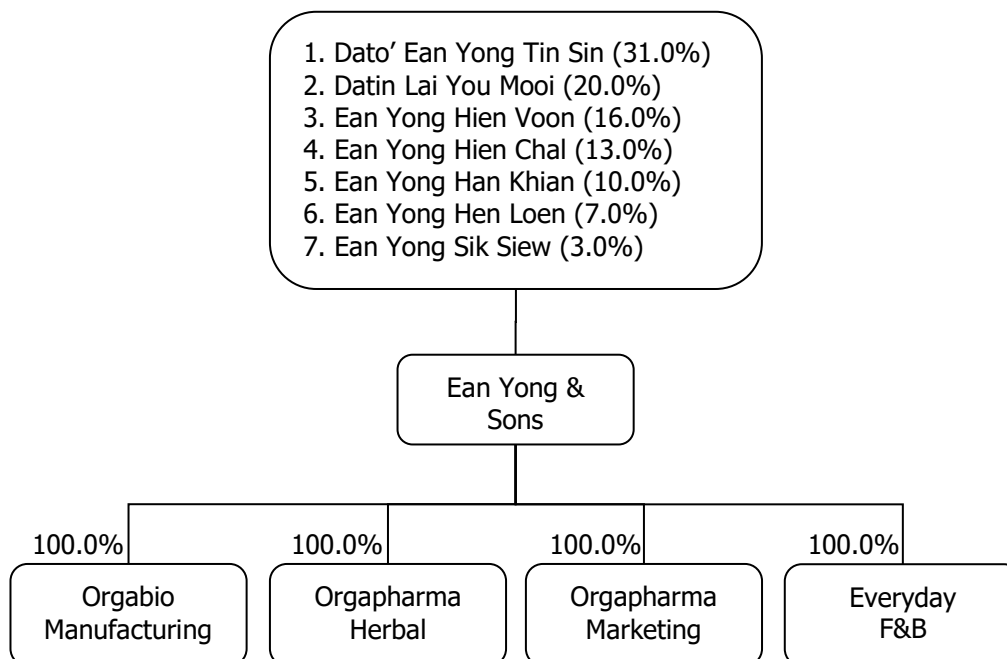 1. Dato’ Ean Yong Tin Sin (31.0%)
2. Datin Lai You Mooi (20.0%)
3. Ean Yong Hien Voon (16.0%)
4. Ean Yong Hien Chal (13.0%)
5. Ean Yong Han Khian (10.0%)
6. Ean Yong Hen Loen (7.0%)
7. Ean Yong Sik Siew (3.0%)
Ean Yong &
Sons
100.0%
100.0%
100.0%
100.0%
Orgabio
Manufacturing
Orgapharma
Herbal
Orgapharma
Marketing
Everyday
F&B